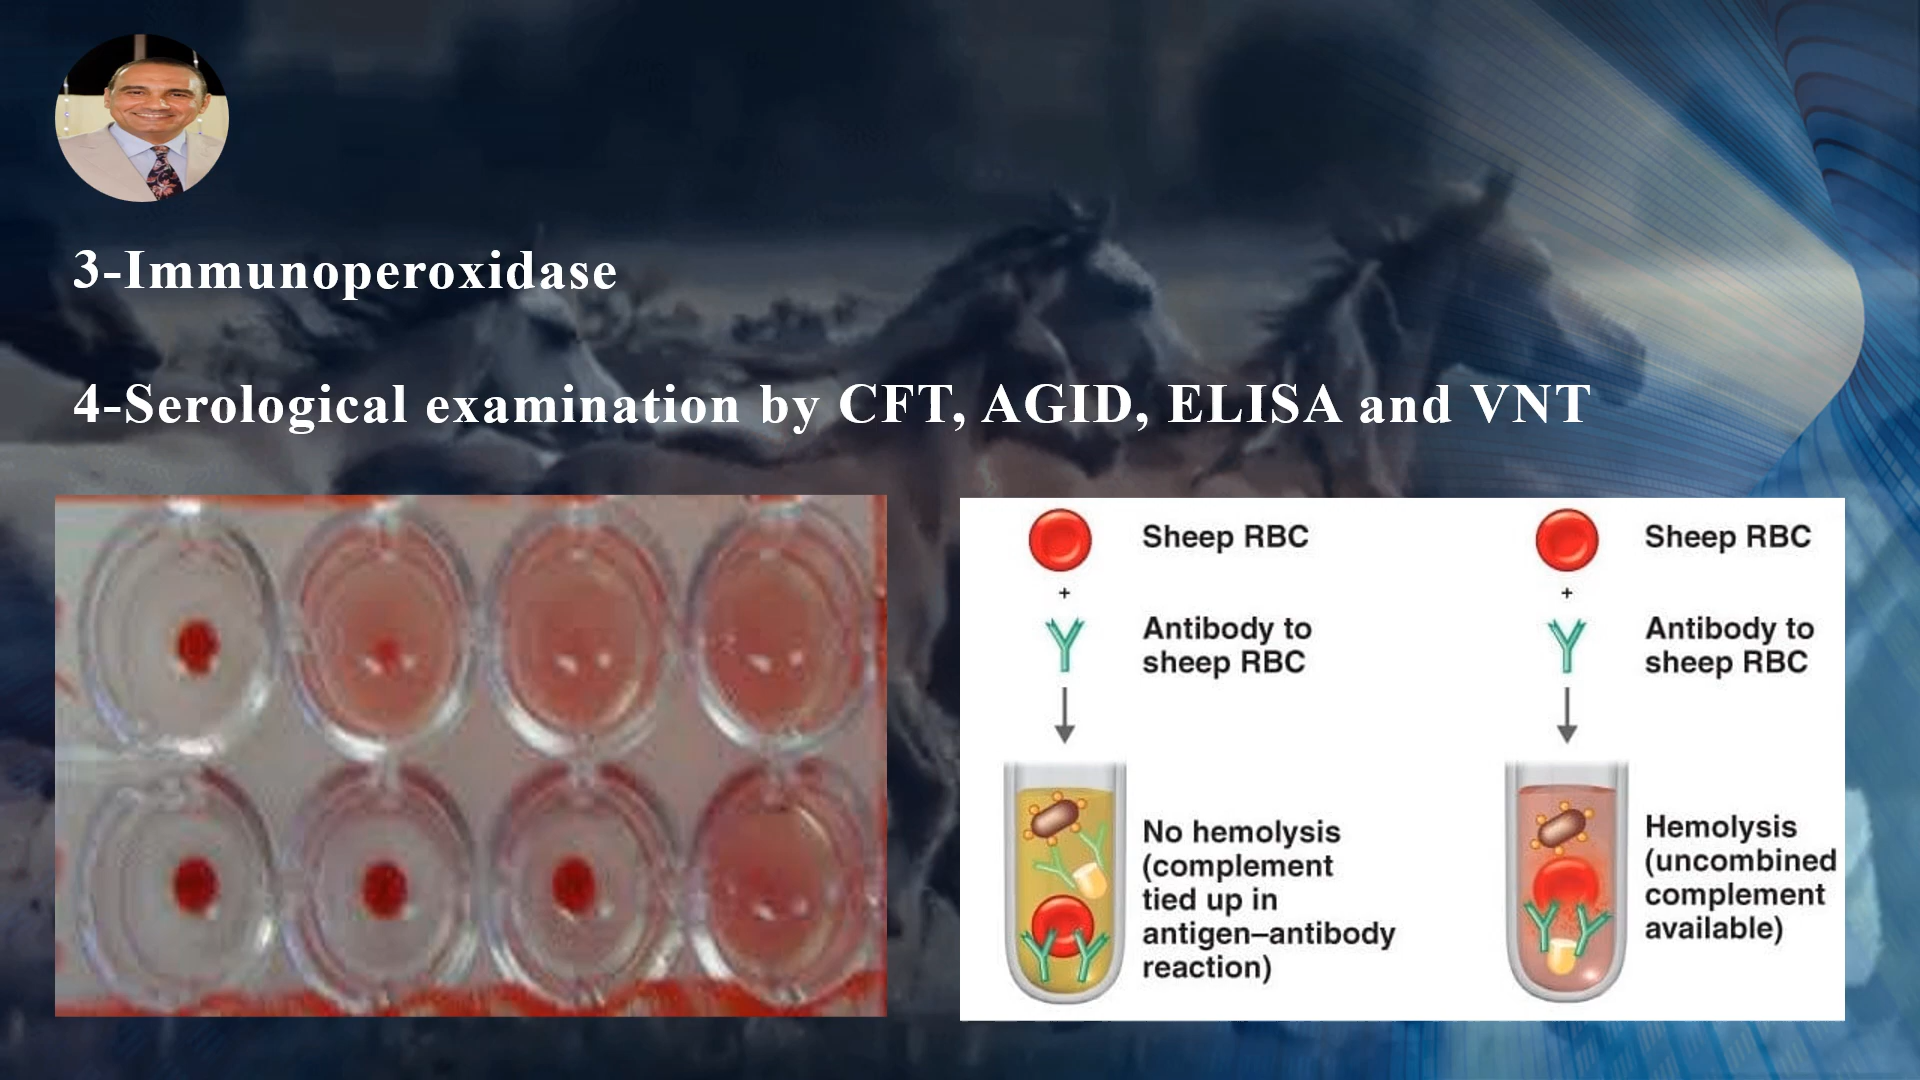 3-Immunoperoxidase
4-Serological examination by CFT, AGID, ELISA and VNT
Sheep RBC
+
Antibody to
sheep RBC
No hemolysis
(complement
tied up in
antigen–antibody
reaction)
Sheep RBC
+
Antibody to
sheep RBC
Hemolysis
(uncombined
complement
available)